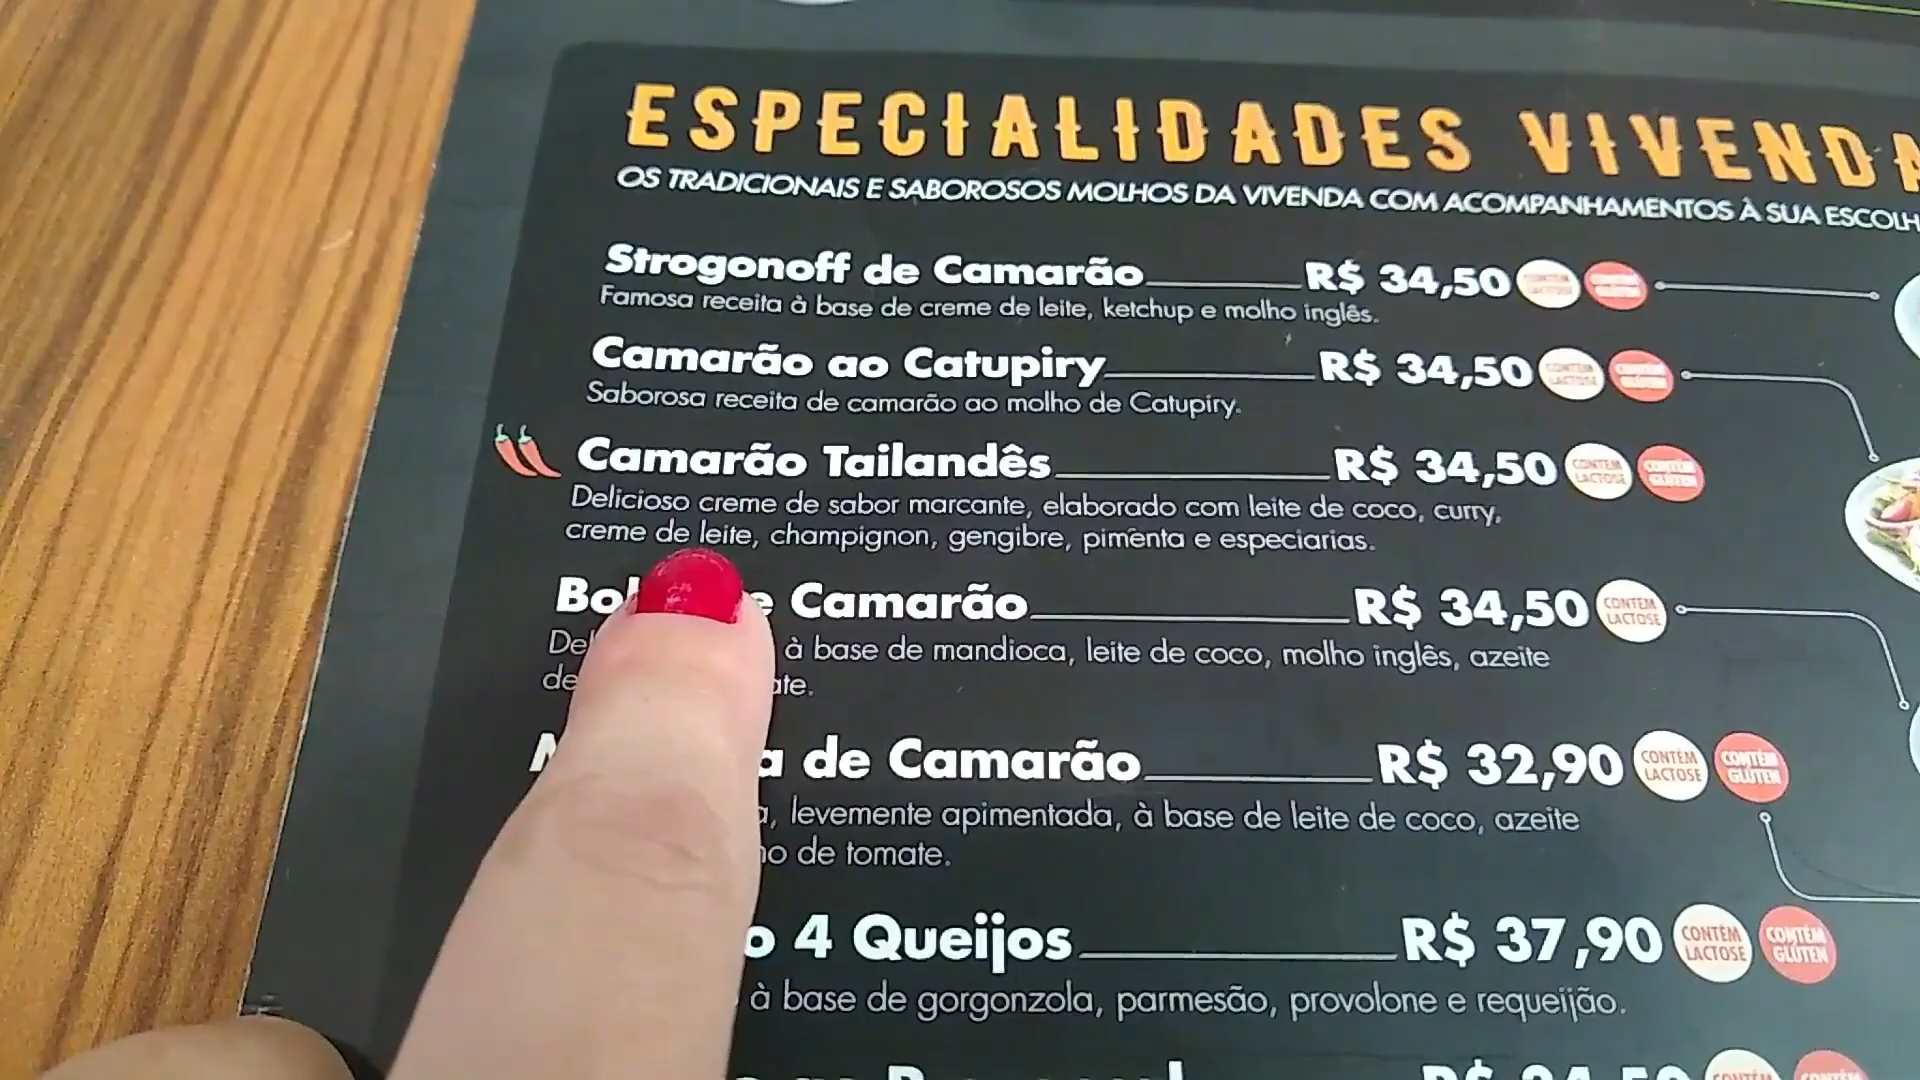 ESPECIALIDADES VIVENDA
OS TRADICIONAIS E SABOROSOS MOLHOS DA VIVENDA COM ACOMPANHAMENTOS À SUA
Strogonoff de Camarão R$ 34,50 CONTÉM LACTOSE CONTÉM GLÚTEN
Famosa receita à base de creme de leite, ketchup e molho inglês.
Camarão ao Catupiry R$ 34,50 CONTÉM LACTOSE CONTÉM GLÚTEN
Saborosa receita de camarão ao molho de Catupiry.
Camarão Tailandês R$ 34,50 CONTÉM LACTOSE CONTÉM GLÚTEN
Delicioso creme de sabor marcante, elaborado com leite de coco, curry,
creme de leite, champignon, gengibre, pimenta e especiarias.
Camarão R$ 34,50 CONTÉM LACTOSE
à base de mandioca, leite de coco, molho inglês, azeite
de
de Camarão R$ 32,90 CONTÉM LACTOSE CONTÉM GLÚTEN
levemente apimentada, à base de leite de coco, azeite
de tomate.
4 Queijos R$ 37,90 CONTÉM LACTOSE CONTÉM GLÚTEN
à base de gorgonzola, parmesão, provolone e requeijão.